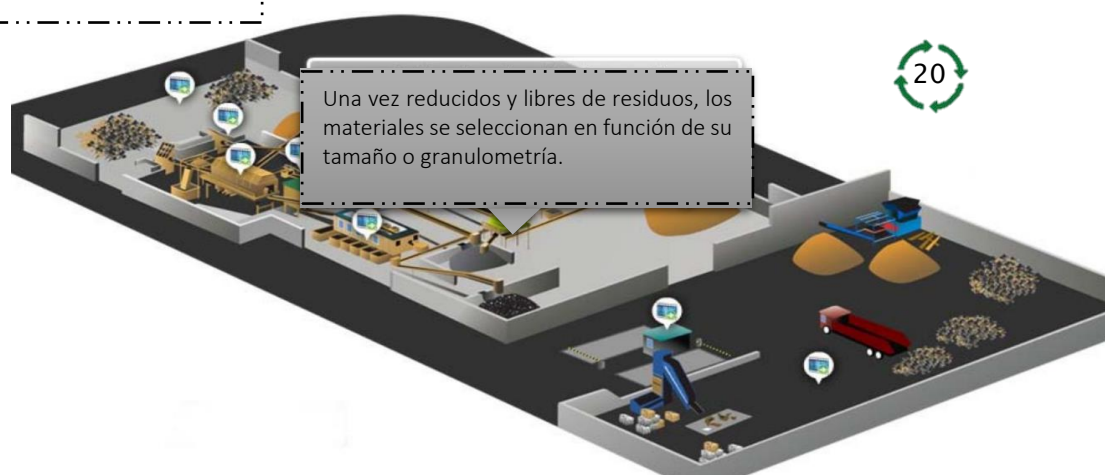 20
Una vez reducidos y libres de residuos, los
materiales se seleccionan en función de su
tamaño o granulometría.